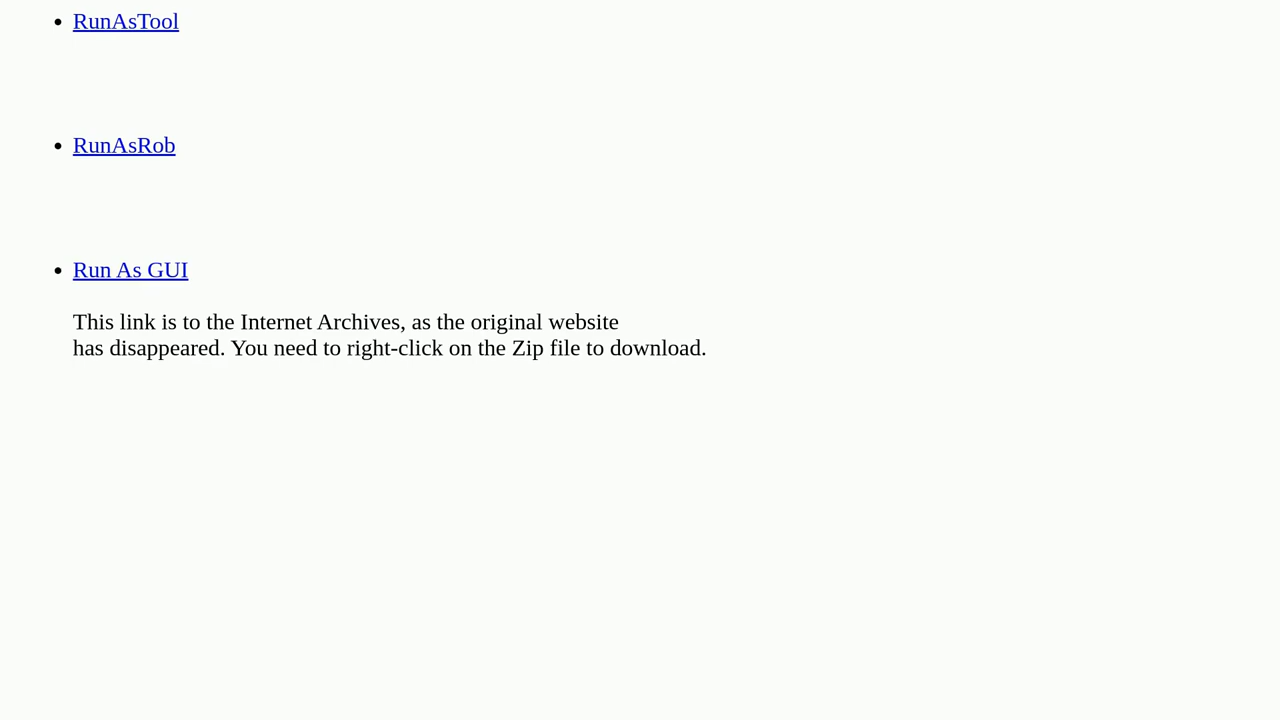 • RunAsTool
• RunAsRob
• Run As GUI
This link is to the Internet Archives, as the original website
has disappeared. You need to right-click on the Zip file to download.